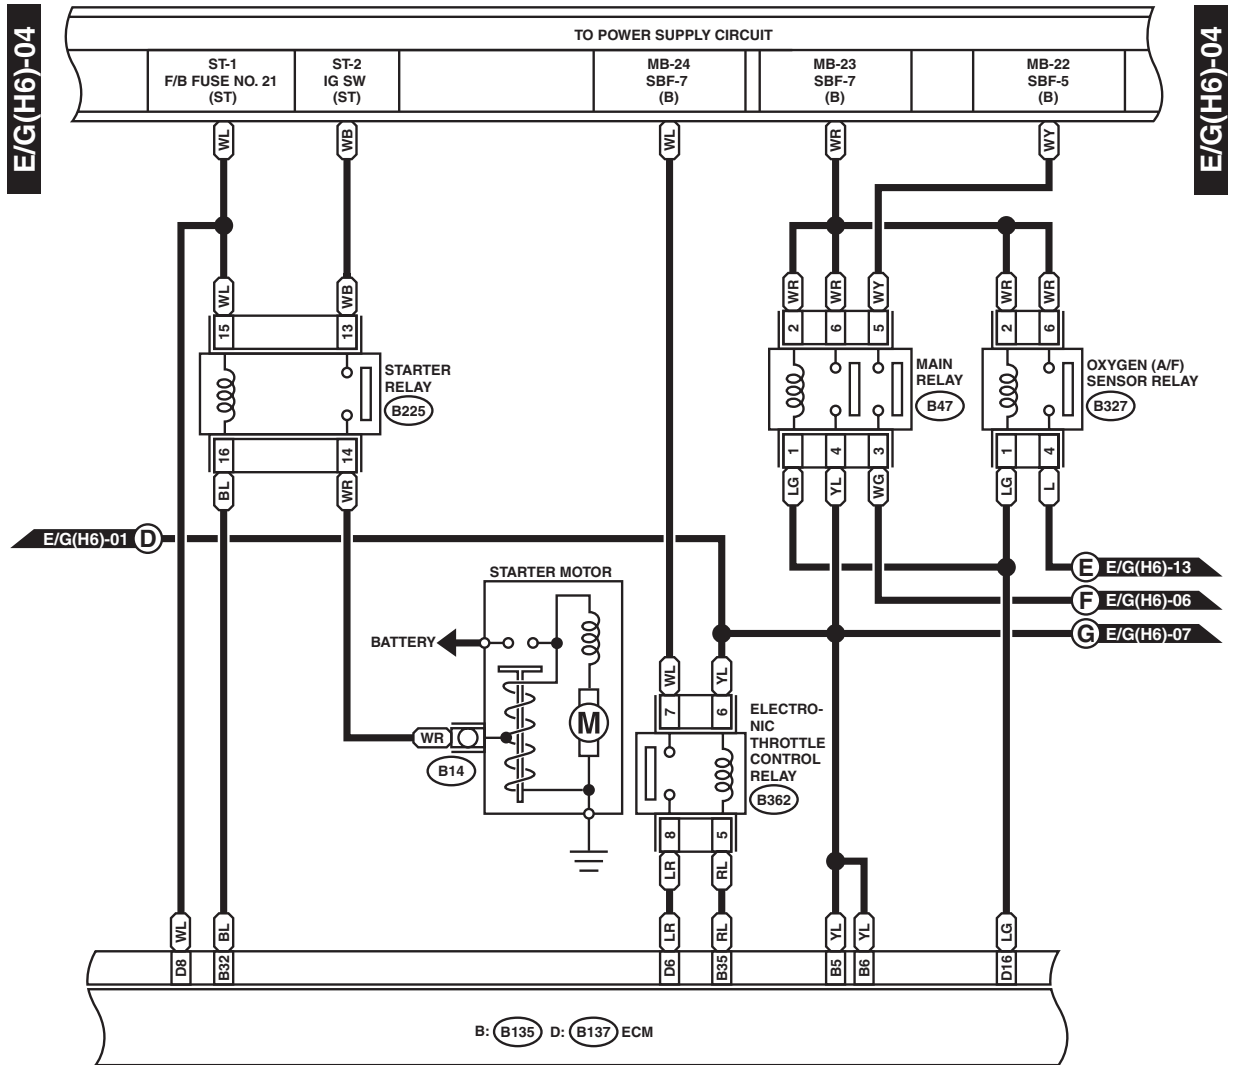 E/G(H6)-04
E/G(H6)-04
TO POWER SUPPLY CIRCUIT
ST-1
F/B FUSE NO. 21
(ST)
ST-2
IG SW
(ST)
MB-24
SBF-7
(B)
MB-23
SBF-7
(B)
MB-22
SBF-5
(B)
WL
WB
WL
WR
WY
WL
WB
WR
WR
WY
WR
WR
15
13
2
6
5
2
6
STARTER
RELAY
B225
MAIN
RELAY
B47
OXYGEN (A/F)
SENSOR RELAY
B327
16
14
1
4
3
1
4
BL
WR
LG
YL
WG
LG
L
E/G(H6)-01
D
E
E/G(H6)-13
F
E/G(H6)-06
G
E/G(H6)-07
STARTER MOTOR
BATTERY
M
WR
B14
WL
YL
7
6
ELECTRO-
NIC
THROTTLE
CONTROL
RELAY
B362
8
5
LR
RL
WL
BL
LR
RL
YL
YL
LG
D8
B32
D6
B35
B5
B6
D16
B: B135 D: B137 ECM